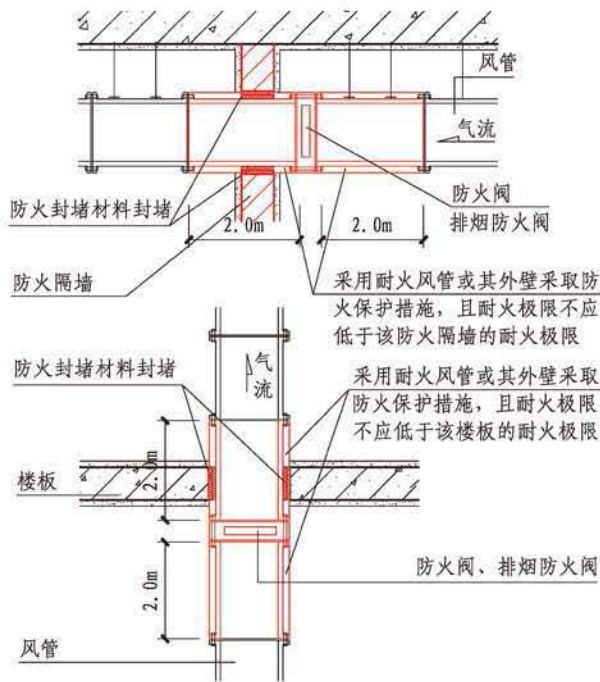 风管
气流
防火阀
排烟防火阀
防火封堵材料封堵
2.0m
2.0m
防火隔墙
采用耐火风管或其外壁采取防
火保护措施，且耐火极限不应
低于该防火隔墙的耐火极限
气
流
防火封堵材料封堵
采用耐火风管或其外壁采取
防火保护措施，且耐火极限
不应低于该楼板的耐火极限
2.0m
楼板
防火阀、排烟防火阀
2.0m
风管